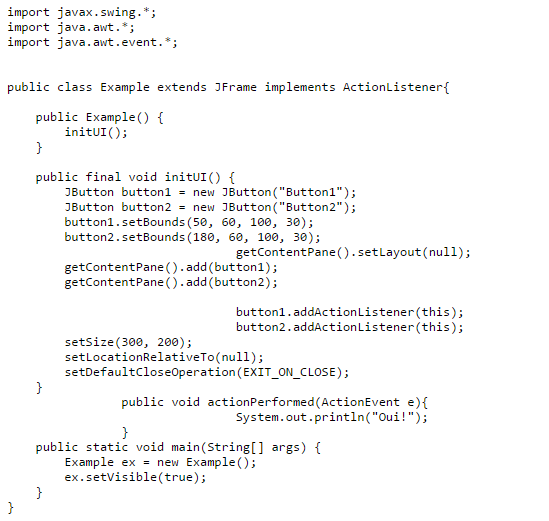 import javax.swing.*;
import java.awt.*;
import java.awt.event.*;


public class Example extends JFrame implements ActionListener{

    public Example() {
        initUI();
    }

    public final void initUI() {
        JButton button1 = new JButton("Button1");
        JButton button2 = new JButton("Button2");
        button1.setBounds(50, 60, 100, 30);
        button2.setBounds(180, 60, 100, 30);
                                getContentPane().setLayout(null);
        getContentPane().add(button1);
        getContentPane().add(button2);

                                button1.addActionListener(this);
                                button2.addActionListener(this);
        setSize(300, 200);
        setLocationRelativeTo(null);
        setDefaultCloseOperation(EXIT_ON_CLOSE);
    }
                public void actionPerformed(ActionEvent e){
                                System.out.println("Oui!");
                }
    public static void main(String[] args) {
        Example ex = new Example();
        ex.setVisible(true);
    }
}